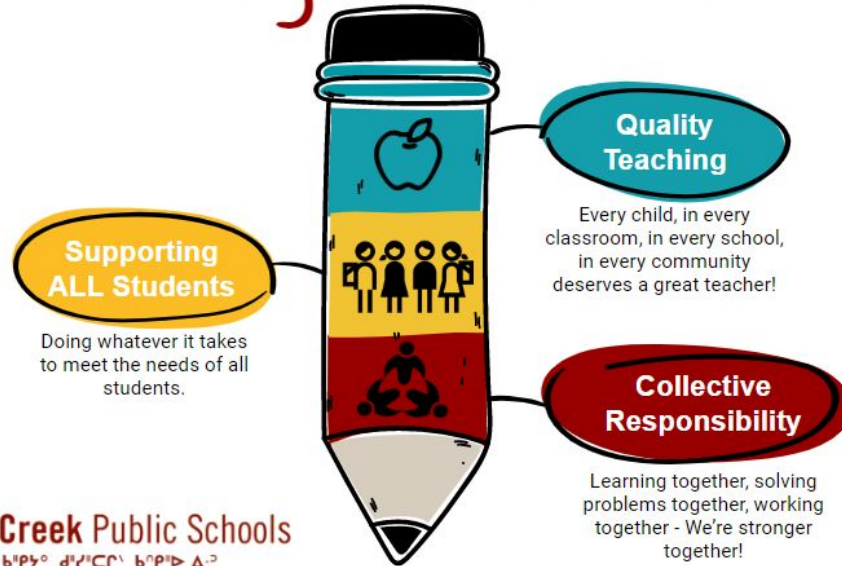 Quality
Teaching
Every child, in every
classroom, in every school,
in every community
deserves a great teacher!
Supporting
ALL Students
Doing whatever it takes
to meet the needs of all
students.
Collective
Responsibility
Learning together, solving
problems together, working
together - We're stronger
together!
Creek Public Schools